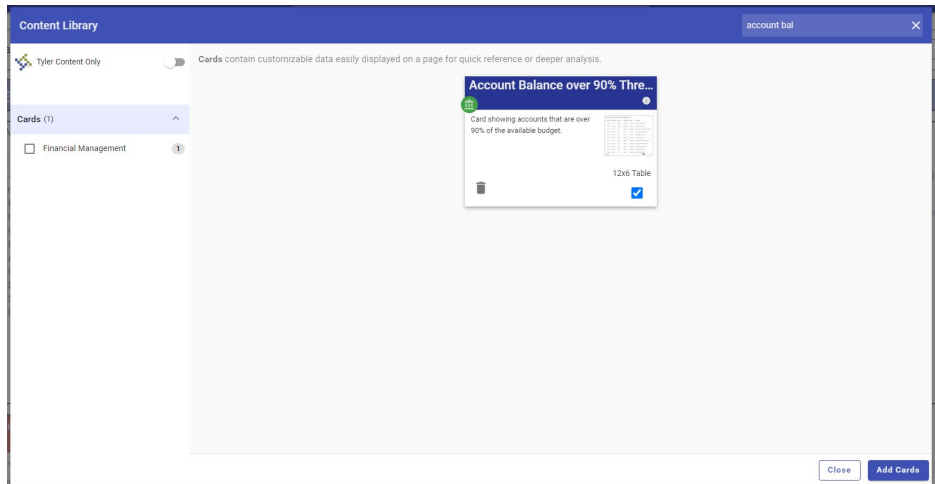 Content Library
account bal
Tyler Content Only
Cards contain customizable data easily displayed on a page for quick reference or deeper analysis.
Cards (1)
Financial Management 1
Account Balance over 90% Thre...
Card showing accounts that are over
90% of the available budget.
12x6 Table
Close
Add Cards